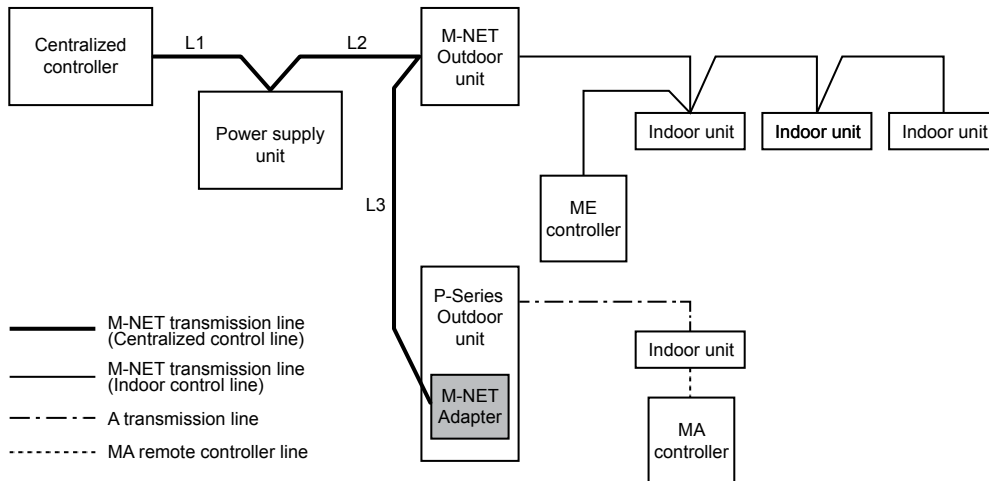 Centralized
controller
L1
L2
Power supply
unit
M-NET
Outdoor
unit
Indoor unit
Indoor unit
Indoor unit
ME
controller
L3
P-Series
Outdoor
unit
M-NET
Adapter
Indoor unit
MA
controller
M-NET transmission line
(Centralized control line)
M-NET transmission line
(Indoor control line)
A transmission line
MA remote controller line